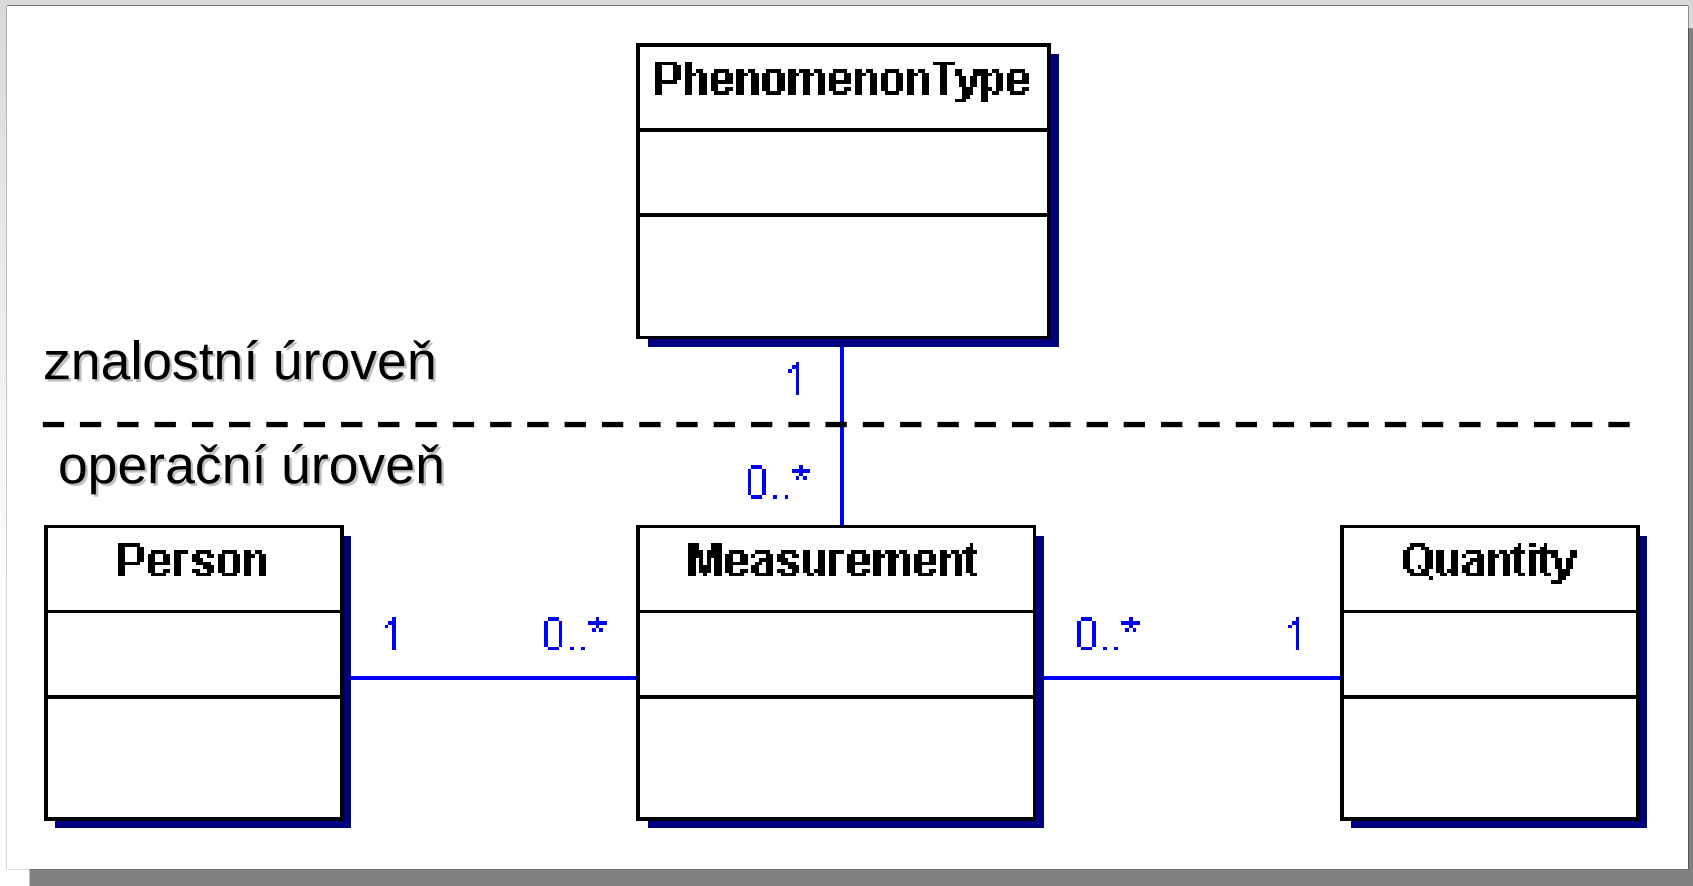 PhenomenonType
znalostní úroveň
1
operační úroveň
0..*
Person
Measurement
Quantity
1
0..*
0..*
1